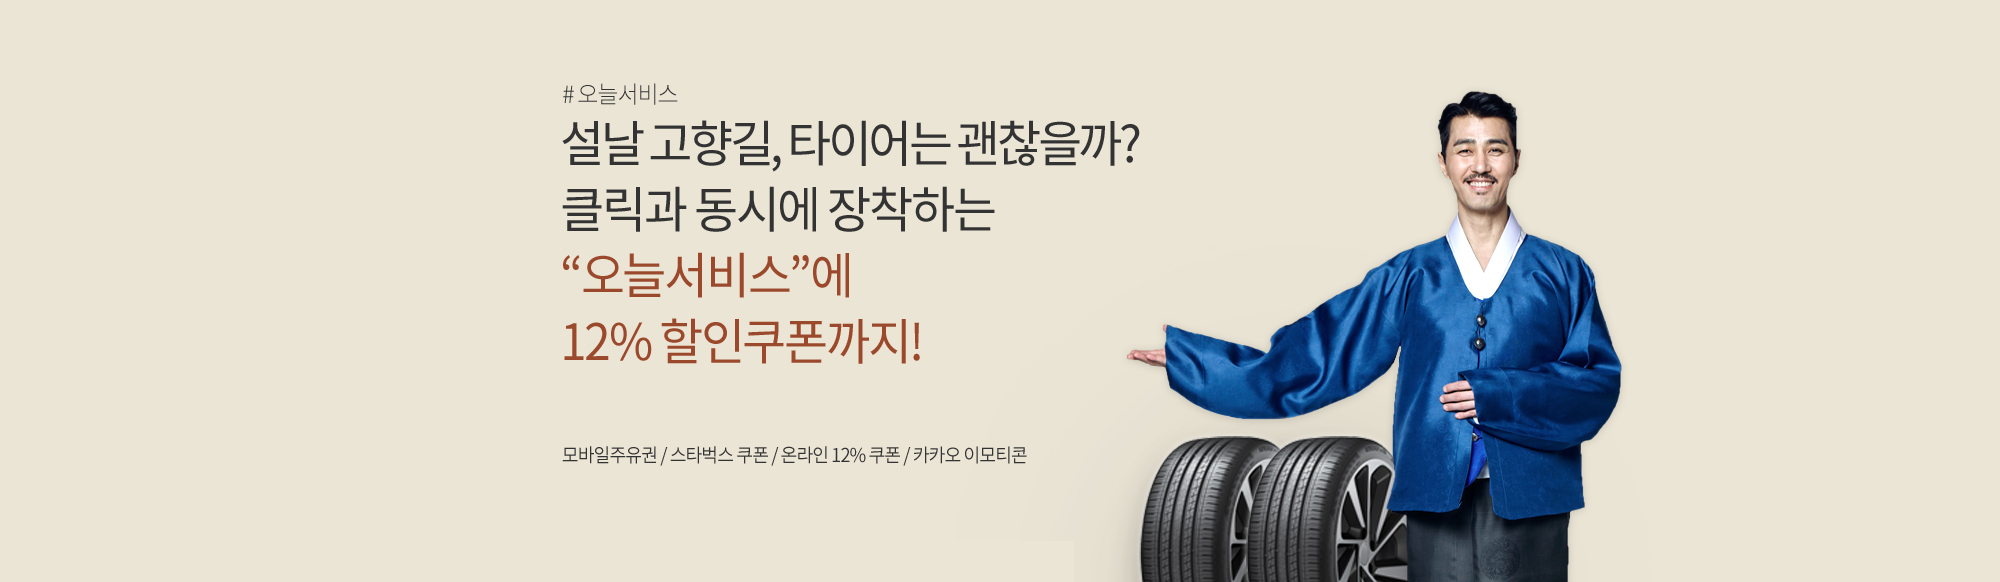 # 오늘서비스
설날 고향길, 타이어는 괜찮을까?
클릭과 동시에 장착하는
“오늘서비스”에
12% 할인쿠폰까지!
모바일주유권 / 스타벅스 쿠폰 / 온라인 12% 쿠폰 / 카카오 이모티콘